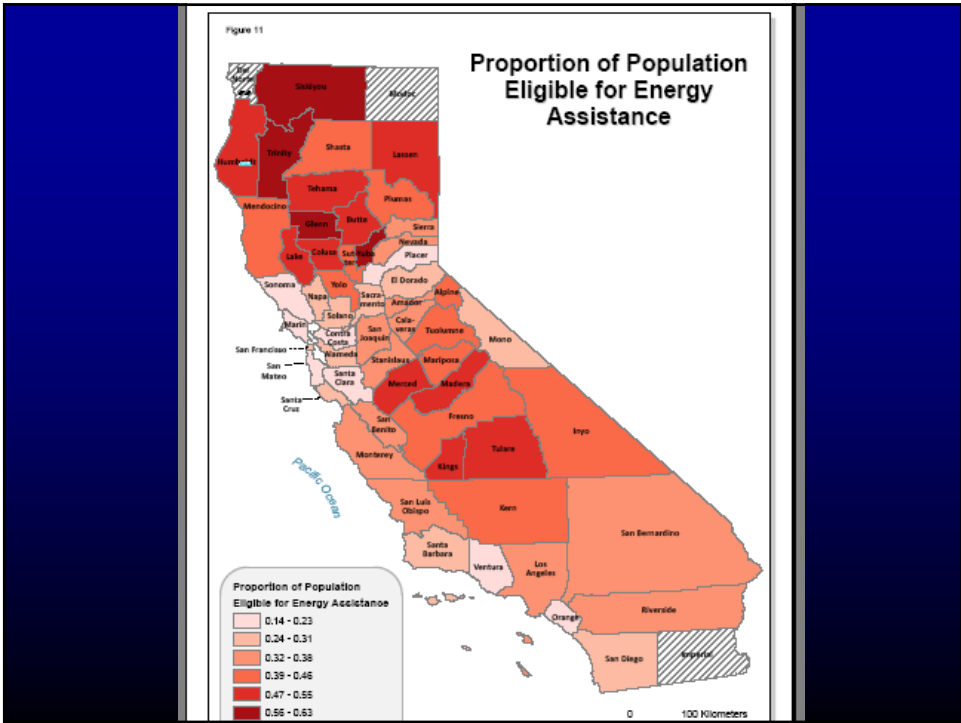 Figure 11
Proportion of Population
Eligible for Energy
Assistance
Del
Norte
Siskiyou
Modoc
Humboldt
Trinity
Shasta
Lassen
Tehama
Plumas
Mendocino
Glenn
Butte
Sierra
Lake
Colusa
Sut-
ter
Yuba
Nevada
Placer
Sonoma
Napa
Yolo
El Dorado
Sacra-
mento
Alpine
Amador
Solano
Marin
Contra
Costa
San
Joaquin
Cala-
veras
Tuolumne
Mono
San Francisco
Alameda
San
Mateo
Santa
Clara
Stanislaus
Mariposa
Merced
Madera
Santa
Cruz
San
Benito
Fresno
Inyo
Monterey
Kings
Tulare
Pacific Ocean
San Luis
Obispo
Kern
San Bernardino
Santa
Barbara
Ventura
Los
Angeles
Orange
Riverside
San Diego
Imperial
Proportion of Population
Eligible for Energy Assistance
0.14 - 0.23
0.24 - 0.31
0.32 - 0.38
0.39 - 0.46
0.47 - 0.55
0.56 - 0.63
0 100 Kilometers